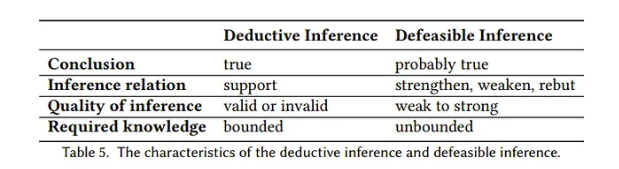 Deductive Inference Defeasible Inference
Conclusion true probably true
Inference relation support strengthen, weaken, rebut
Quality of inference valid or invalid weak to strong
Required knowledge bounded unbounded
Table 5. The characteristics of the deductive inference and defeasible inference.